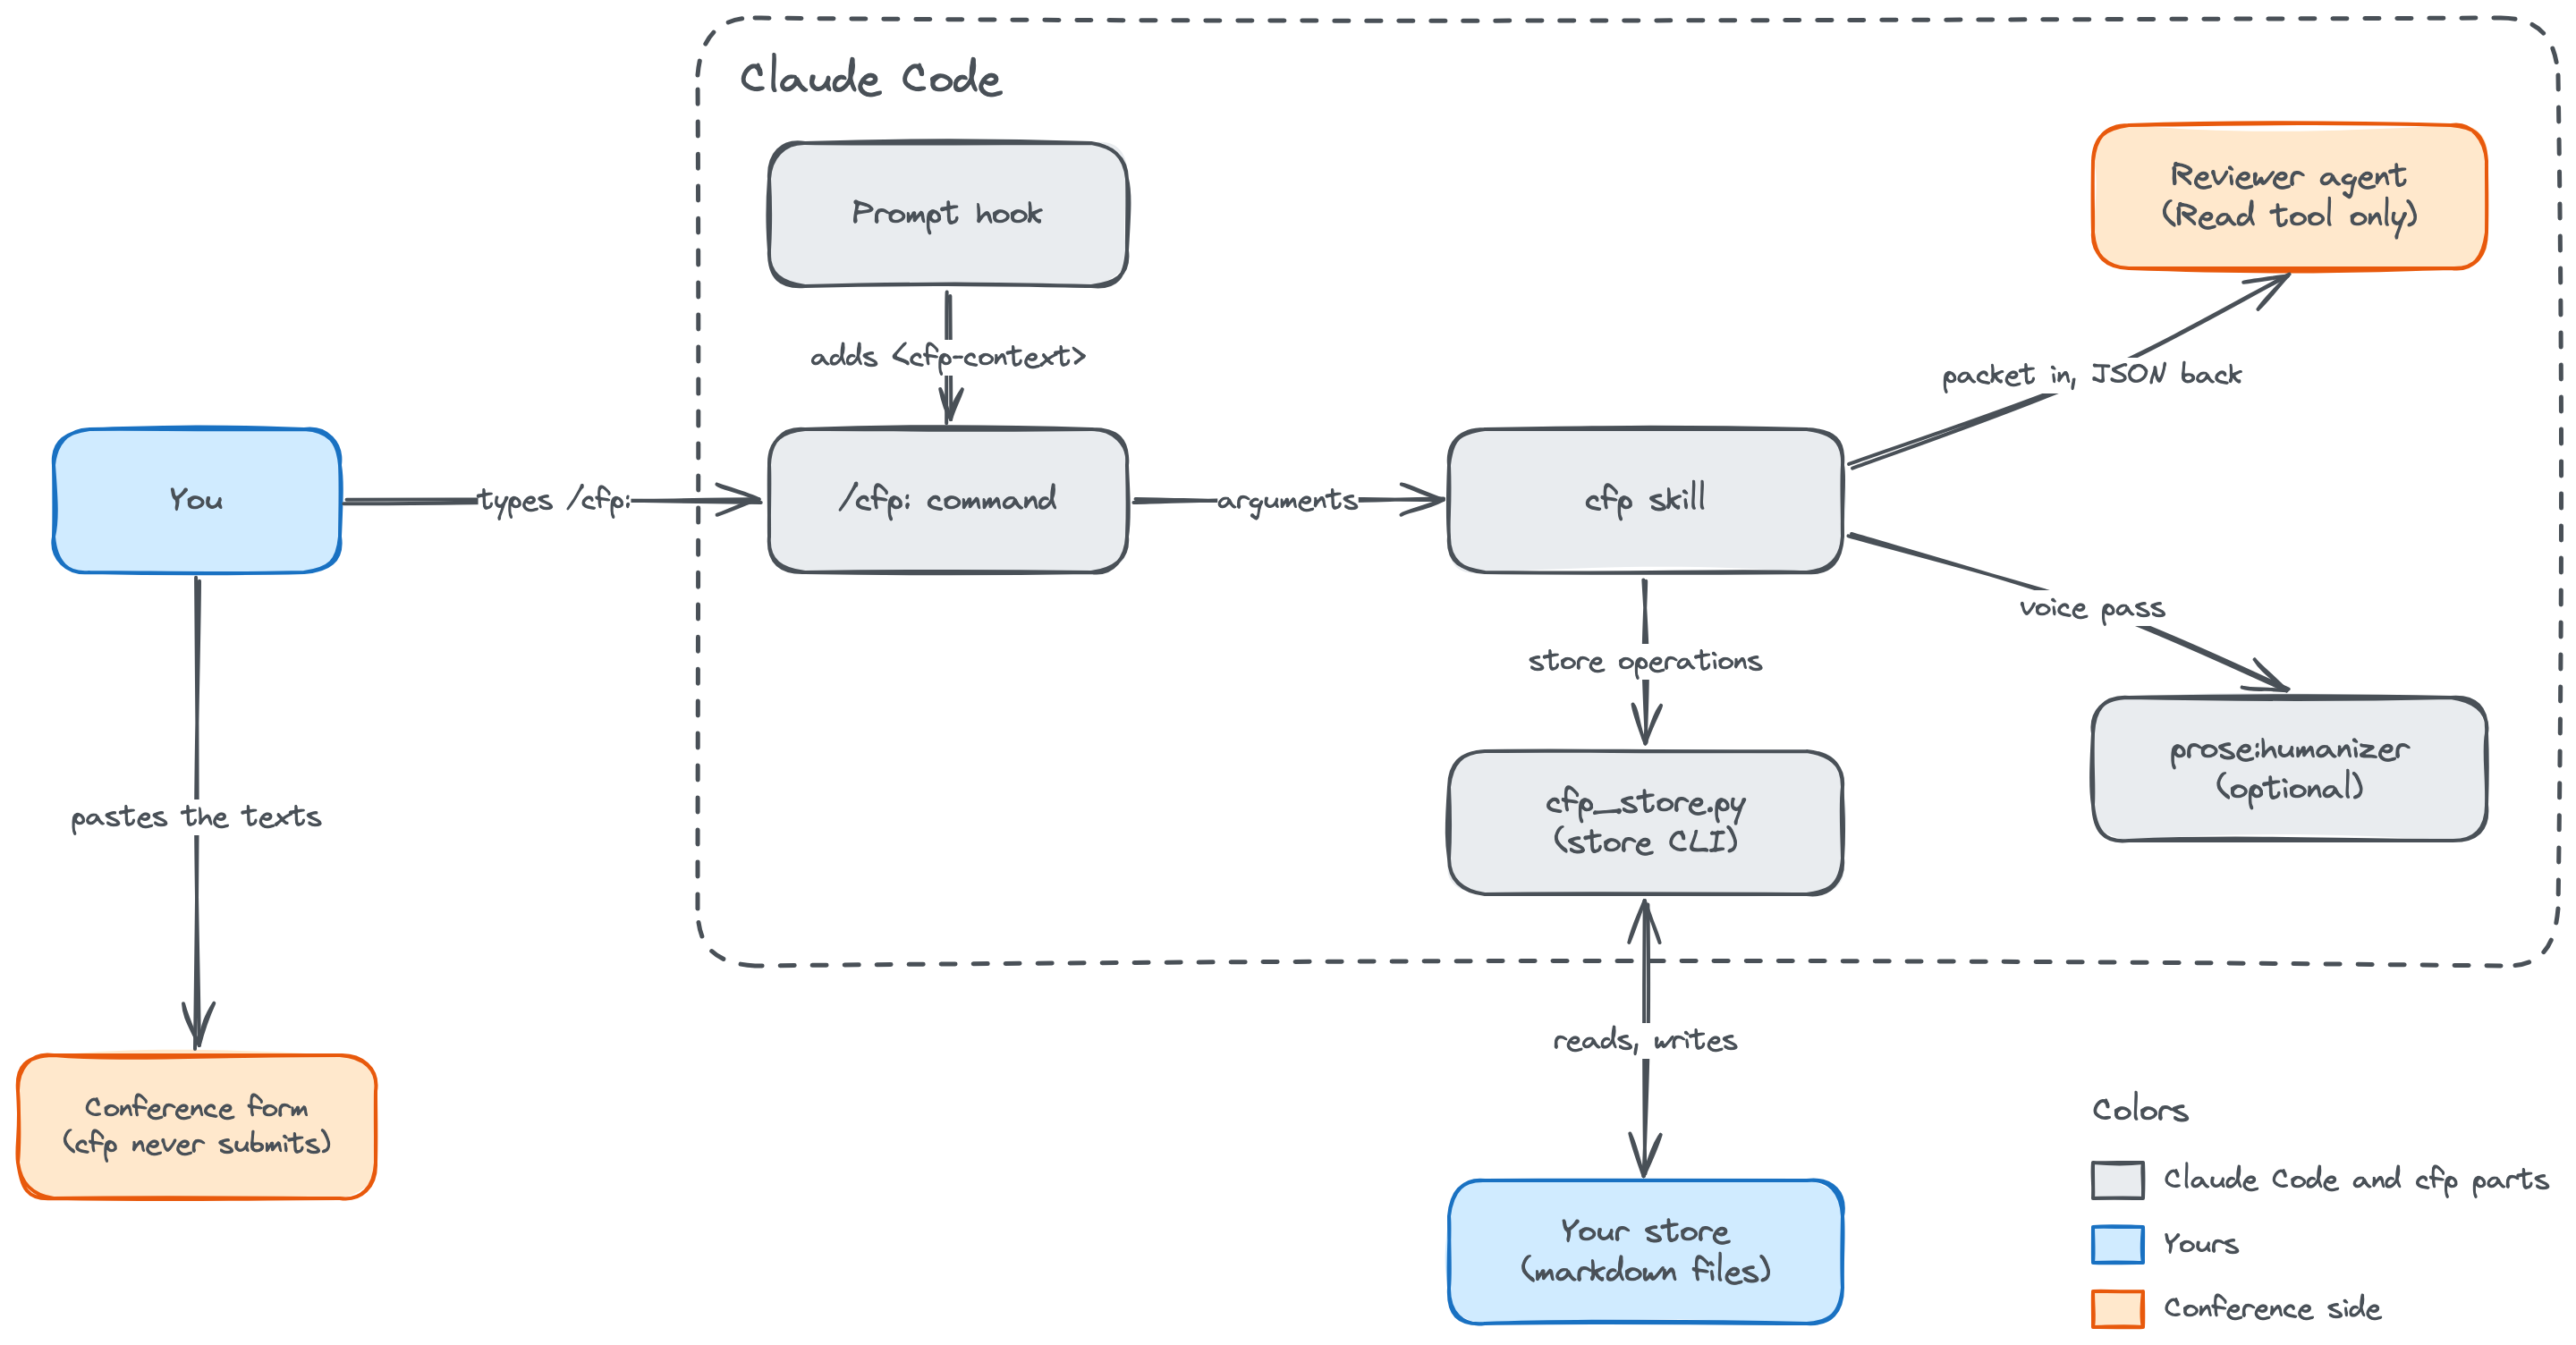 Claude Code
Prompt hook
Reviewer agent
(Read tool only)
adds <cfp-context>
packet in, JSON back
You
types /cfp:
/cfp: command
arguments
cfp skill
voice pass
store operations
prose:humanizer
(optional)
cfp_store.py
(store CLI)
pastes the texts
reads, writes
Conference form
(cfp never submits)
Your store
(markdown files)
Colors
Claude Code and cfp parts
Yours
Conference side